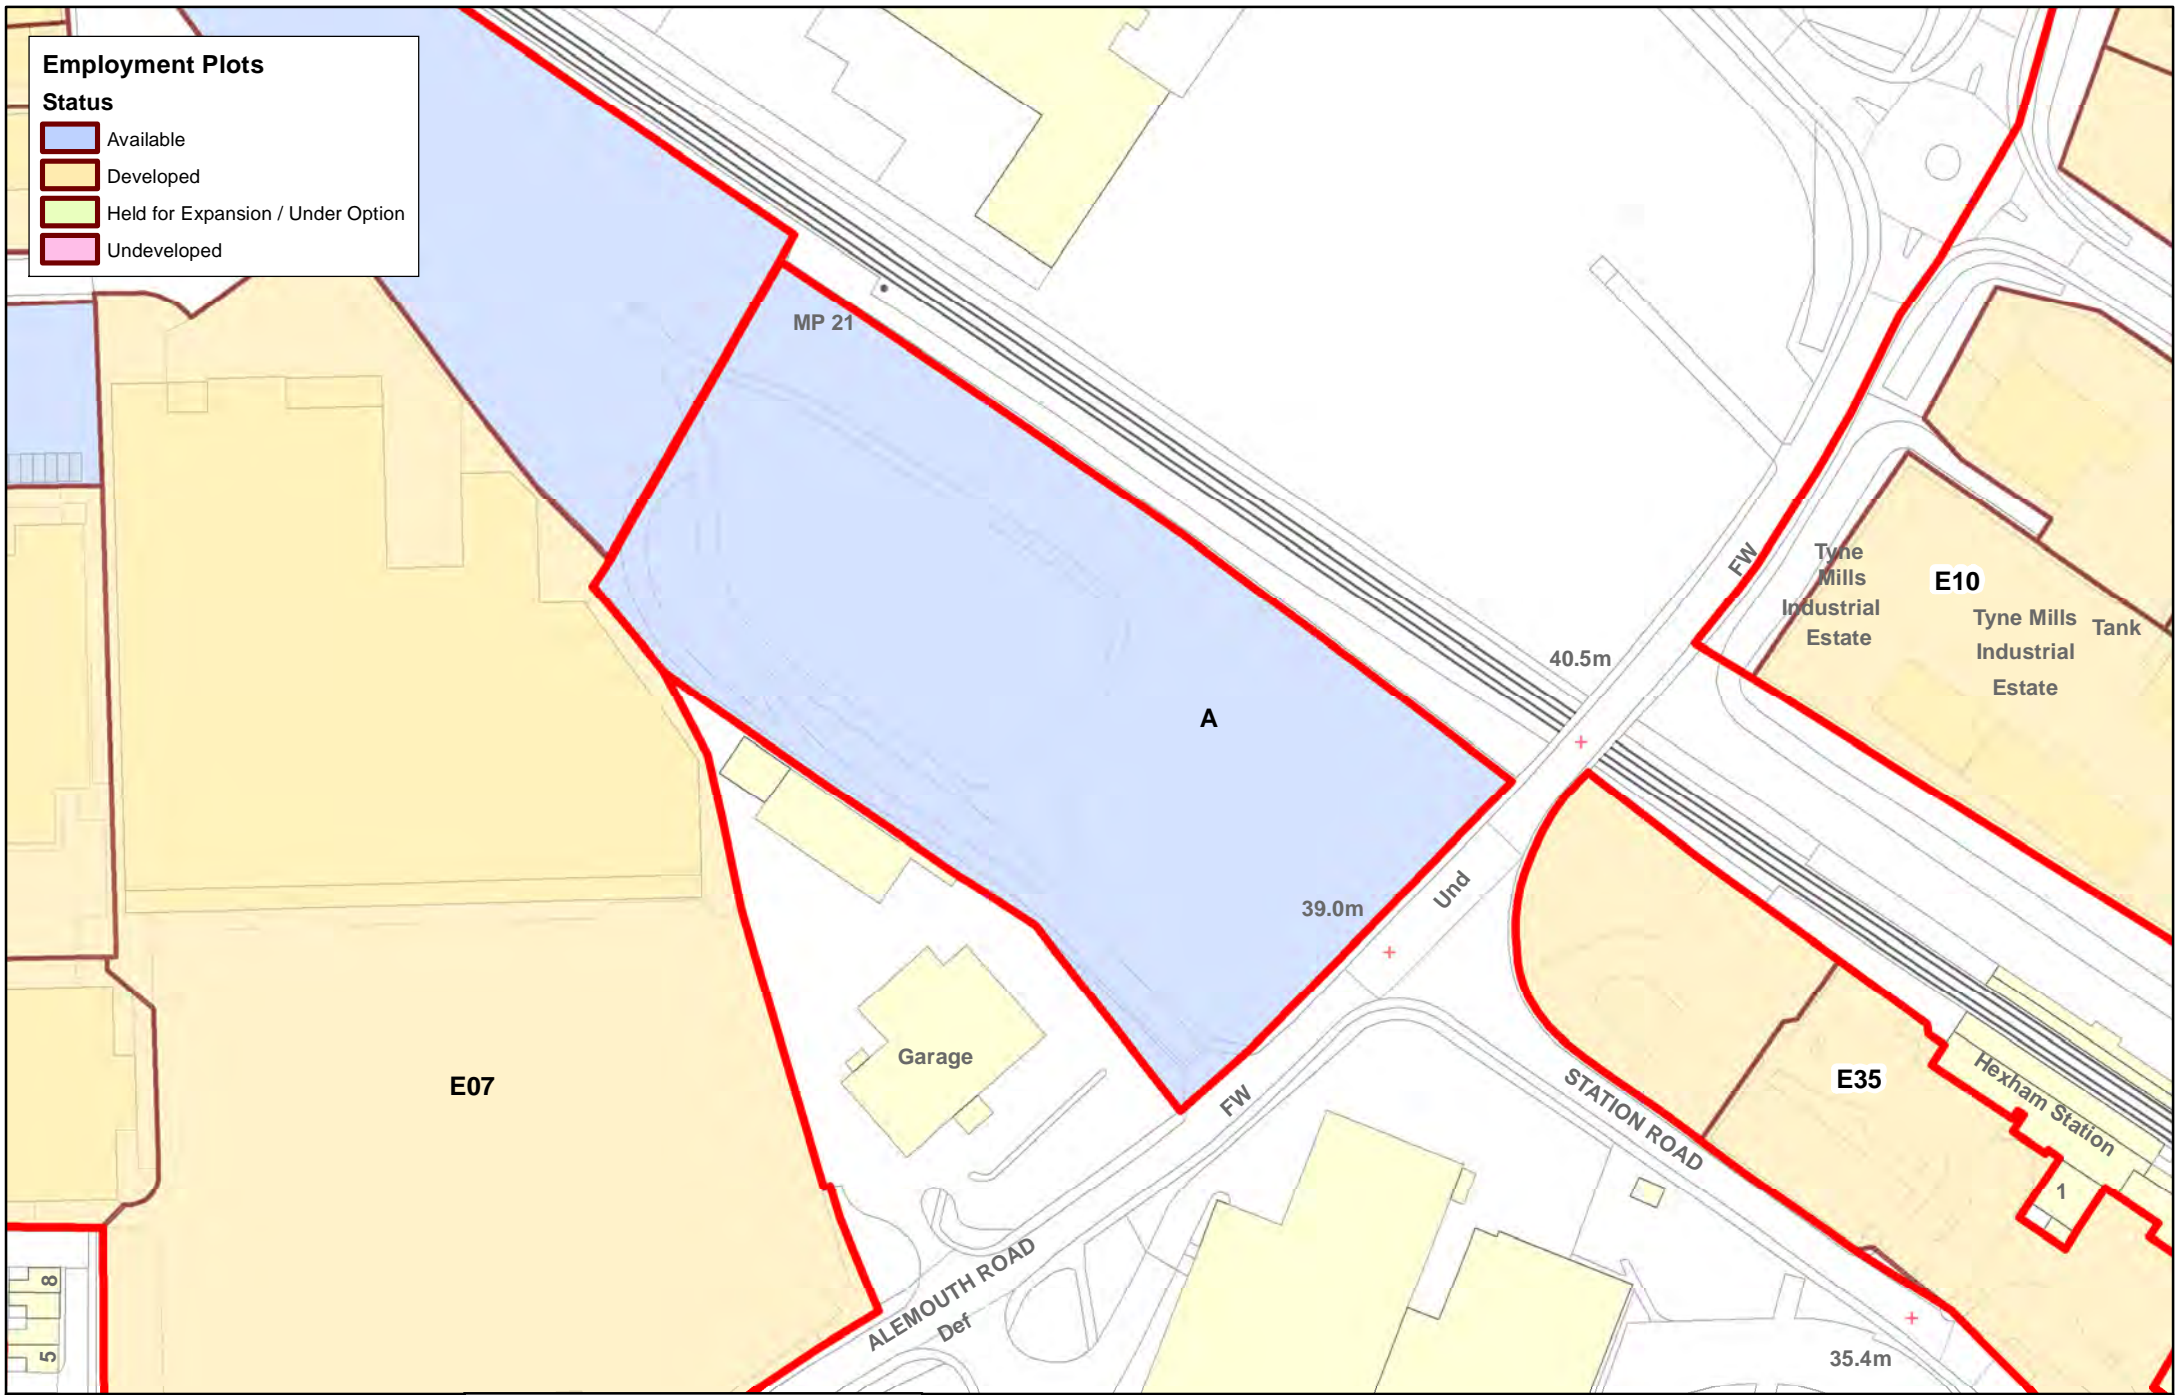 Employment Plots
Status
Available
Developed
Held for Expansion / Under Option
Undeveloped
MP 21
FW
Tyne
Mills
Industrial
Estate
E10
Tyne Mills
Industrial
Estate
Tank
40.5m
A
Und
39.0m
Garage
FW
E07
STATION ROAD
E35
Hexham Station
1
ALEMOUTH ROAD
Def
8
5
35.4m